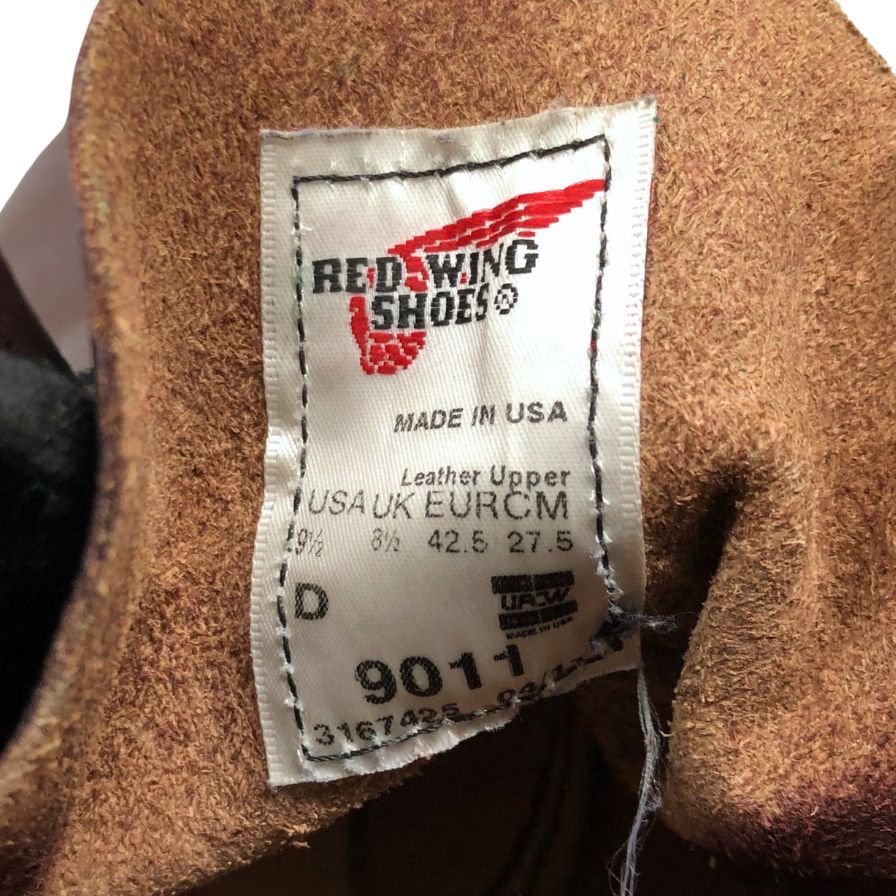 RED WING
SHOES®
MADE IN USA
Leather Upper
USA UK EUR CM
9½ 8½ 42.5 27.5
D
UFCW
MADE IN USA
9011
3167425